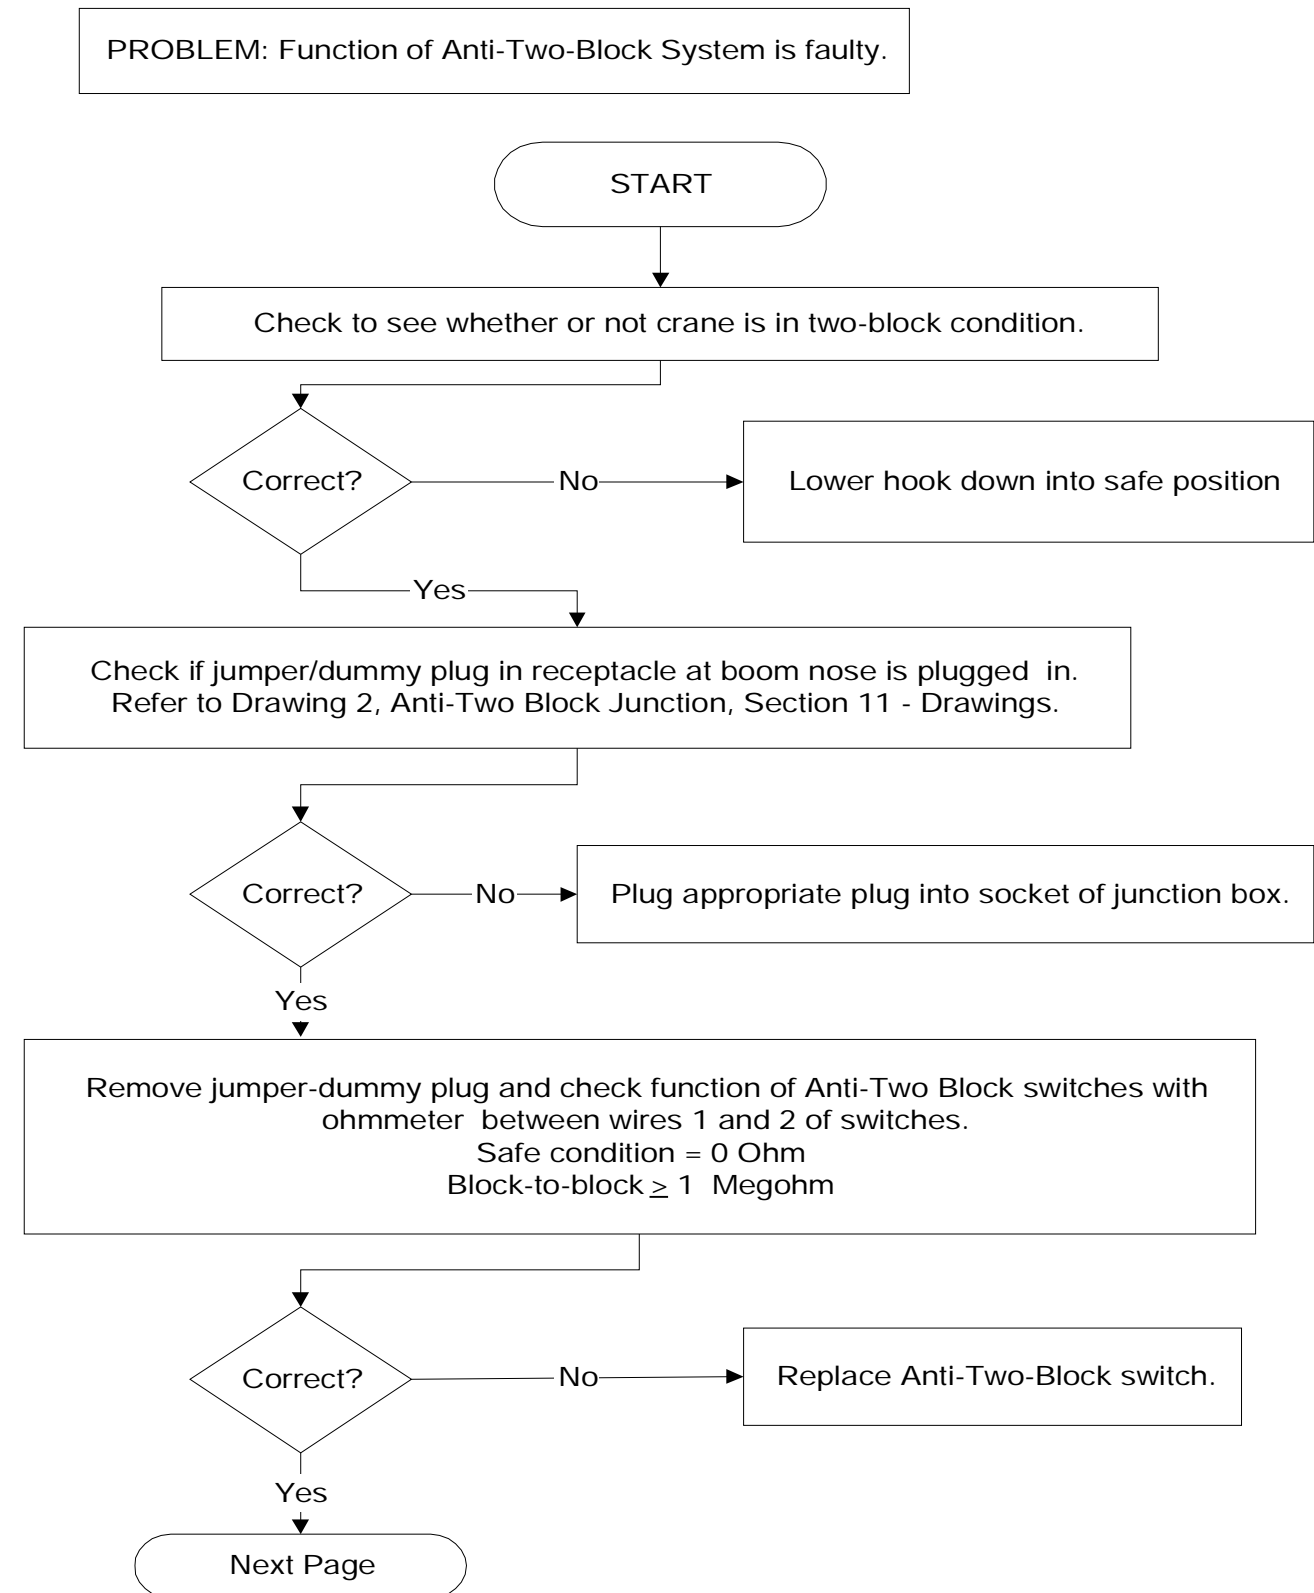 PROBLEM: Function of Anti-Two-Block System is faulty.
START
Check to see whether or not crane is in two-block condition.
Correct?
No
Lower hook down into safe position
Yes
Check if jumper/dummy plug in receptacle at boom nose is plugged in.
Refer to Drawing 2, Anti-Two Block Junction, Section 11 - Drawings.
Correct?
No
Plug appropriate plug into socket of junction box.
Yes
Remove jumper-dummy plug and check function of Anti-Two Block switches with
ohmmeter between wires 1 and 2 of switches.
Safe condition = 0 Ohm
Block-to-block ≥ 1 Megohm
Correct?
No
Replace Anti-Two-Block switch.
Yes
Next Page